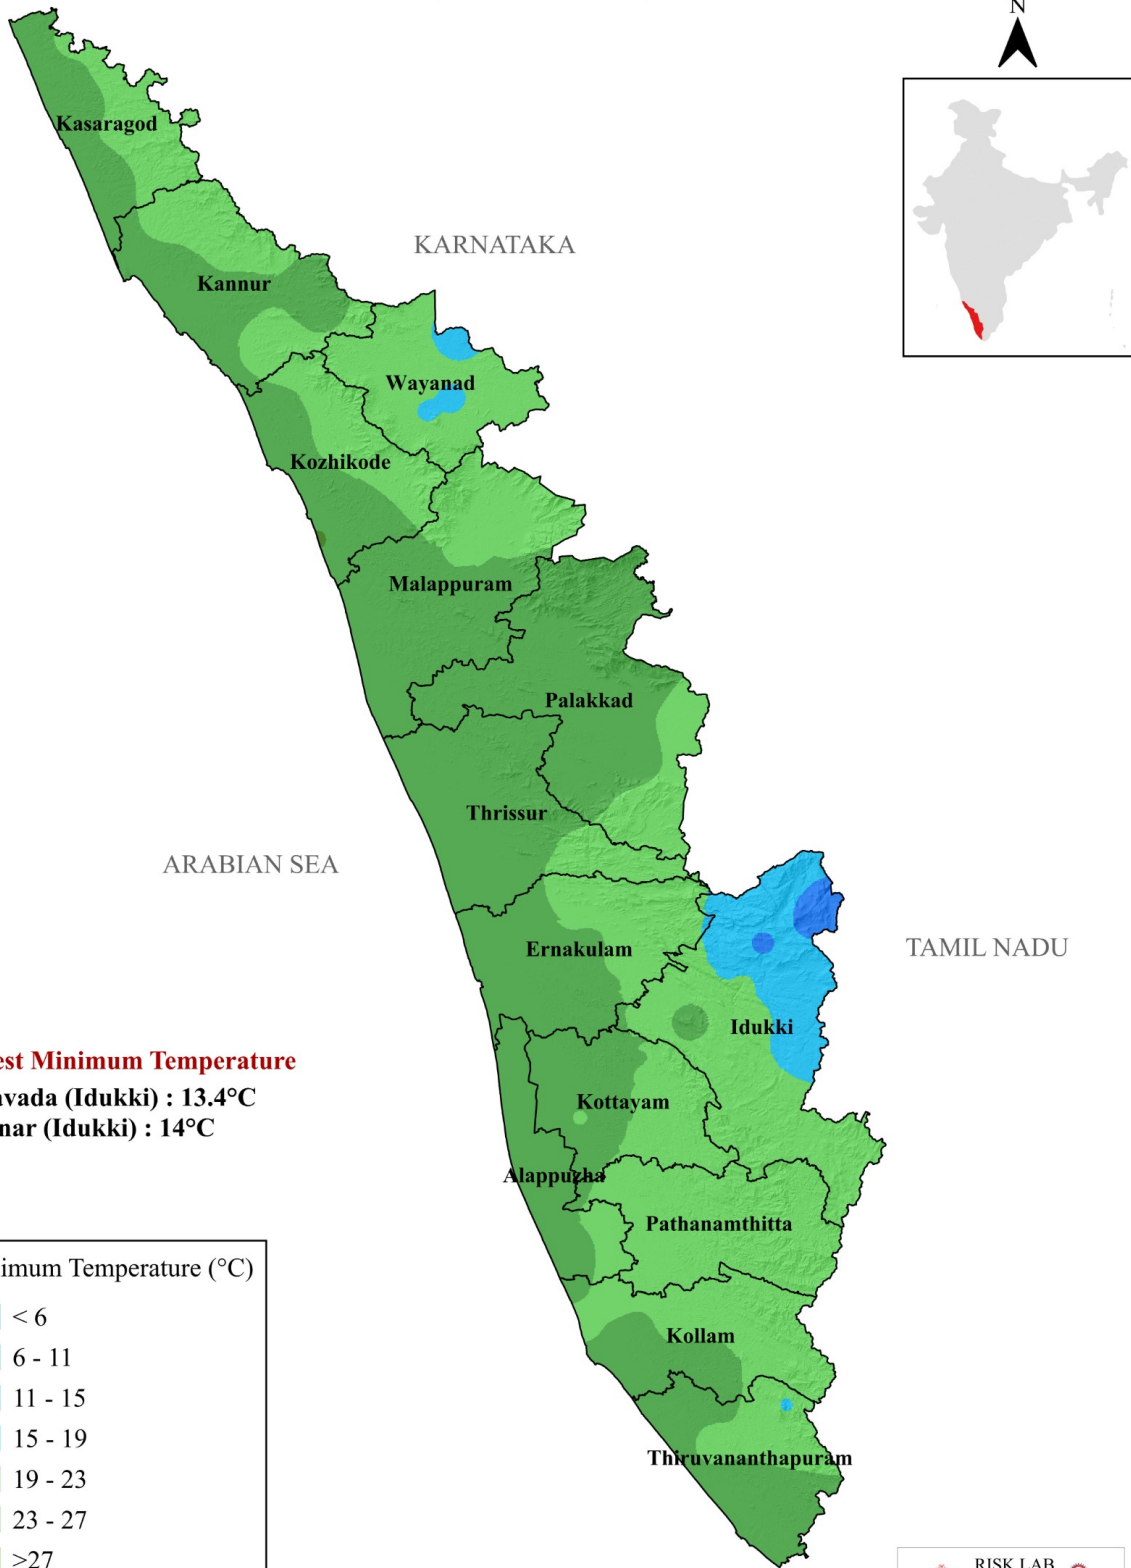 N
Kasaragod
KARNATAKA
Kannur
Wayanad
Kozhikode
Malappuram
Palakkad
Thrissur
ARABIAN SEA
Ernakulam
TAMIL NADU
Idukki
est Minimum Temperature
avada (Idukki) : 13.4°C
nar (Idukki) : 14°C
Kottayam
Alappuzha
Pathanamthitta
imum Temperature (°C)
< 6
6 - 11
11 - 15
15 - 19
19 - 23
23 - 27
>27
Kollam
Thiruvananthapuram
RISK LAB